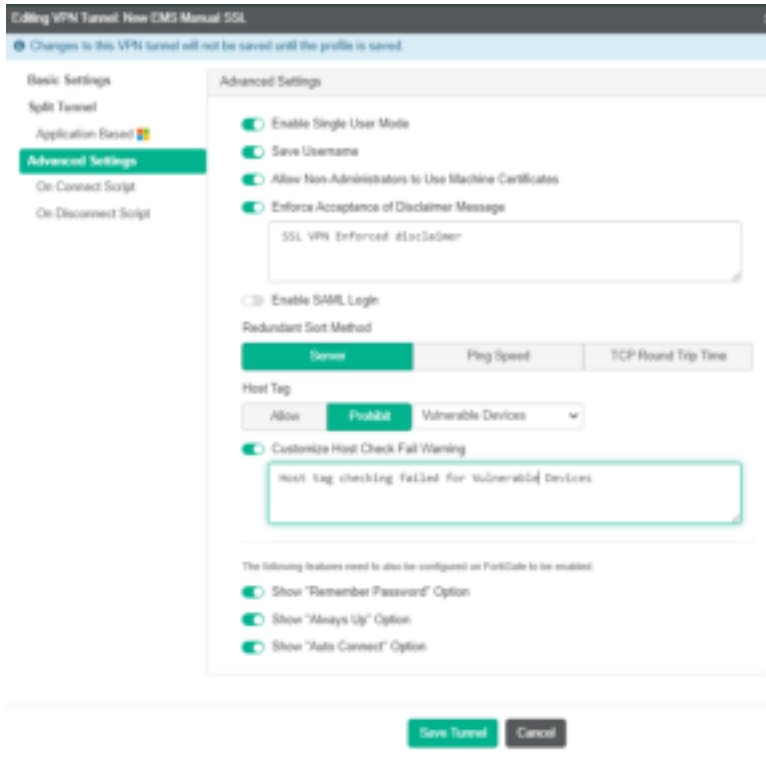 Editing VPN Tunnel: New EMS Manual SSL
Changes to this VPN tunnel will not be saved until the profile is saved.
Basic Settings
Split Tunnel
Application Based
Advanced Settings
On Connect Script
On Disconnect Script
Advanced Settings
Enable Single User Mode
Save Username
Allow Non-Administrators to Use Machine Certificates
Enforce Acceptance of Disclaimer Message
SSL VPN Enforced disclaimer
Enable SAML Login
Redundant Sort Method
Server
Ping Speed
TCP Round Trip Time
Host Tag
Allow
Prohibit
Vulnerable Devices
Customize Host Check Fail Warning
Host tag checking failed for Vulnerable Devices
The following features need to also be configured on FortiGate to be enabled.
Show "Remember Password" Option
Show "Always Up" Option
Show "Auto Connect" Option
Save Tunnel
Cancel